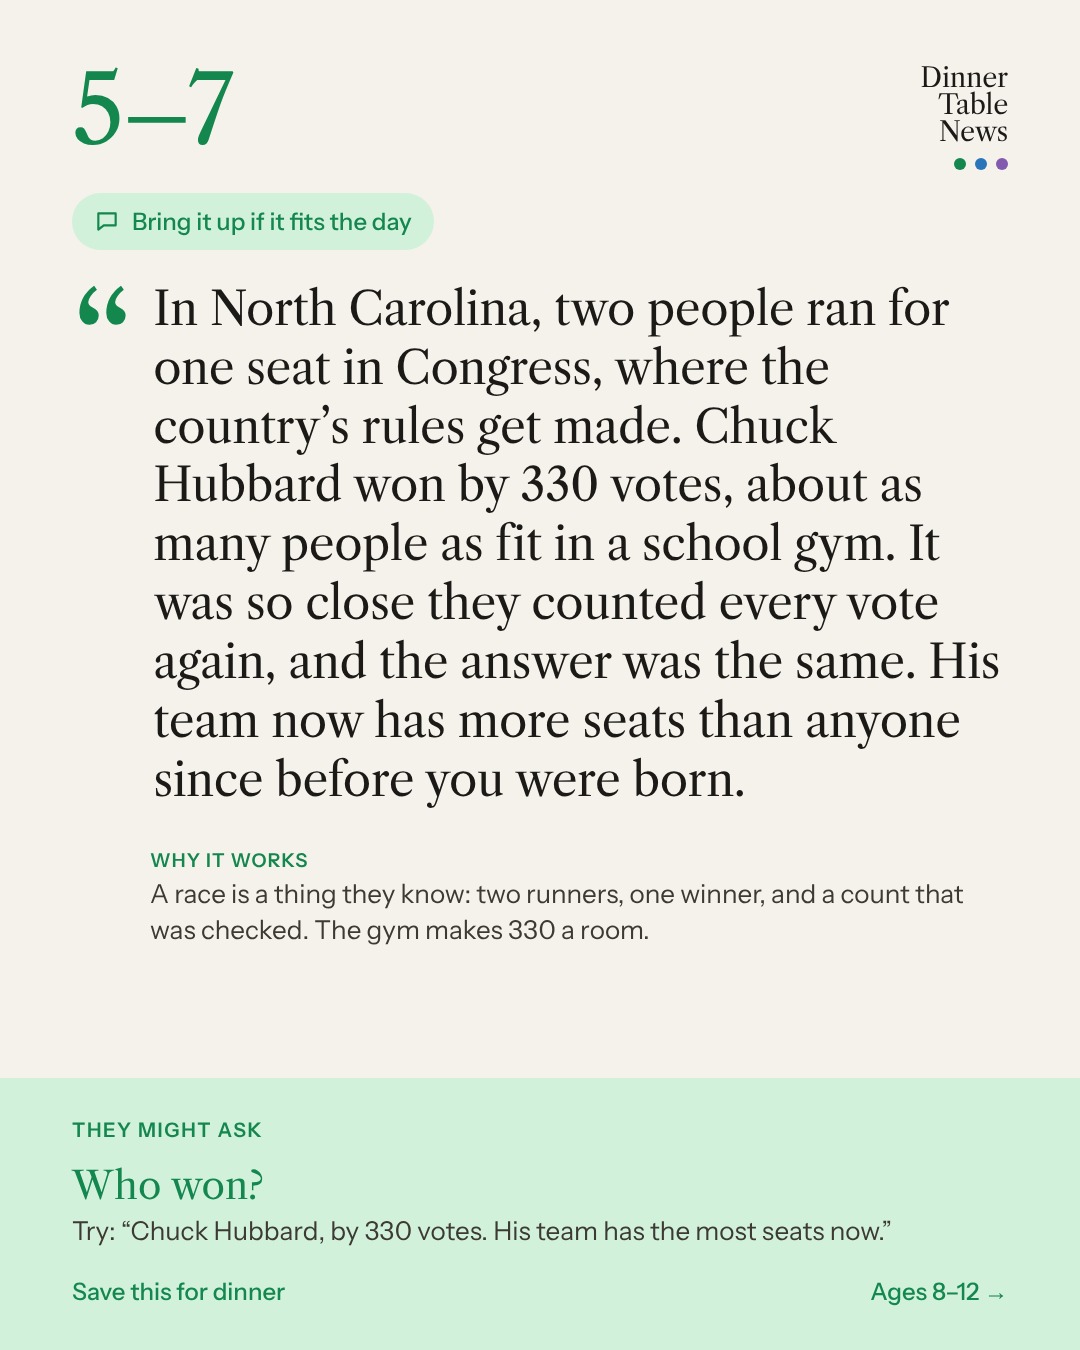 5–7
Dinner
Table
News
Bring it up if it fits the day
“In North Carolina, two people ran for
one seat in Congress, where the
country’s rules get made. Chuck
Hubbard won by 330 votes, about as
many people as fit in a school gym. It
was so close they counted every vote
again, and the answer was the same. His
team now has more seats than anyone
since before you were born.
WHY IT WORKS
A race is a thing they know: two runners, one winner, and a count that
was checked. The gym makes 330 a room.
THEY MIGHT ASK
Who won?
Try: “Chuck Hubbard, by 330 votes. His team has the most seats now.”
Save this for dinner
Ages 8–12 →